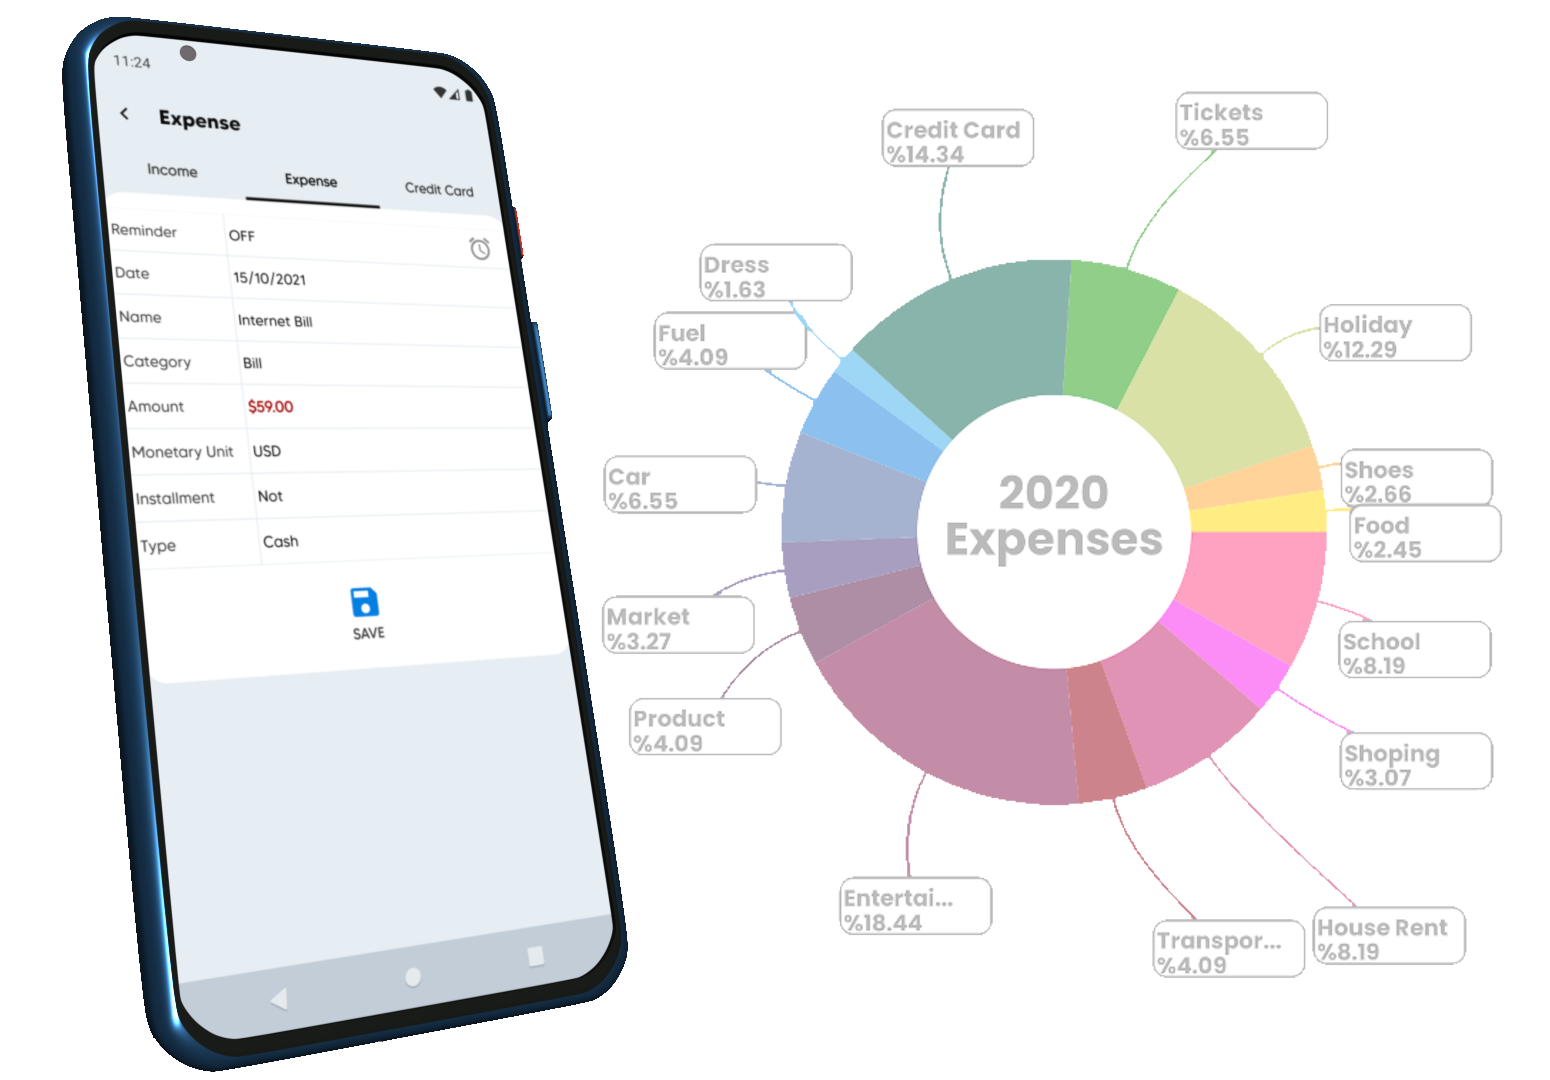 11:24
Expense
Income
Expense
Credit Card
Reminder
OFF
Date
15/10/2021
Name
Internet Bill
Category
Bill
Amount
$59.00
Monetary Unit
USD
Installment
Not
Type
Cash
SAVE
Credit Card
%14.34
Tickets
%6.55
Dress
%1.63
Fuel
%4.09
Holiday
%12.29
Car
%6.55
Shoes
%2.66
Food
%2.45
2020
Expenses
Market
%3.27
School
%8.19
Product
%4.09
Shoping
%3.07
Entertai...
%18.44
Transpor...
%4.09
House Rent
%8.19